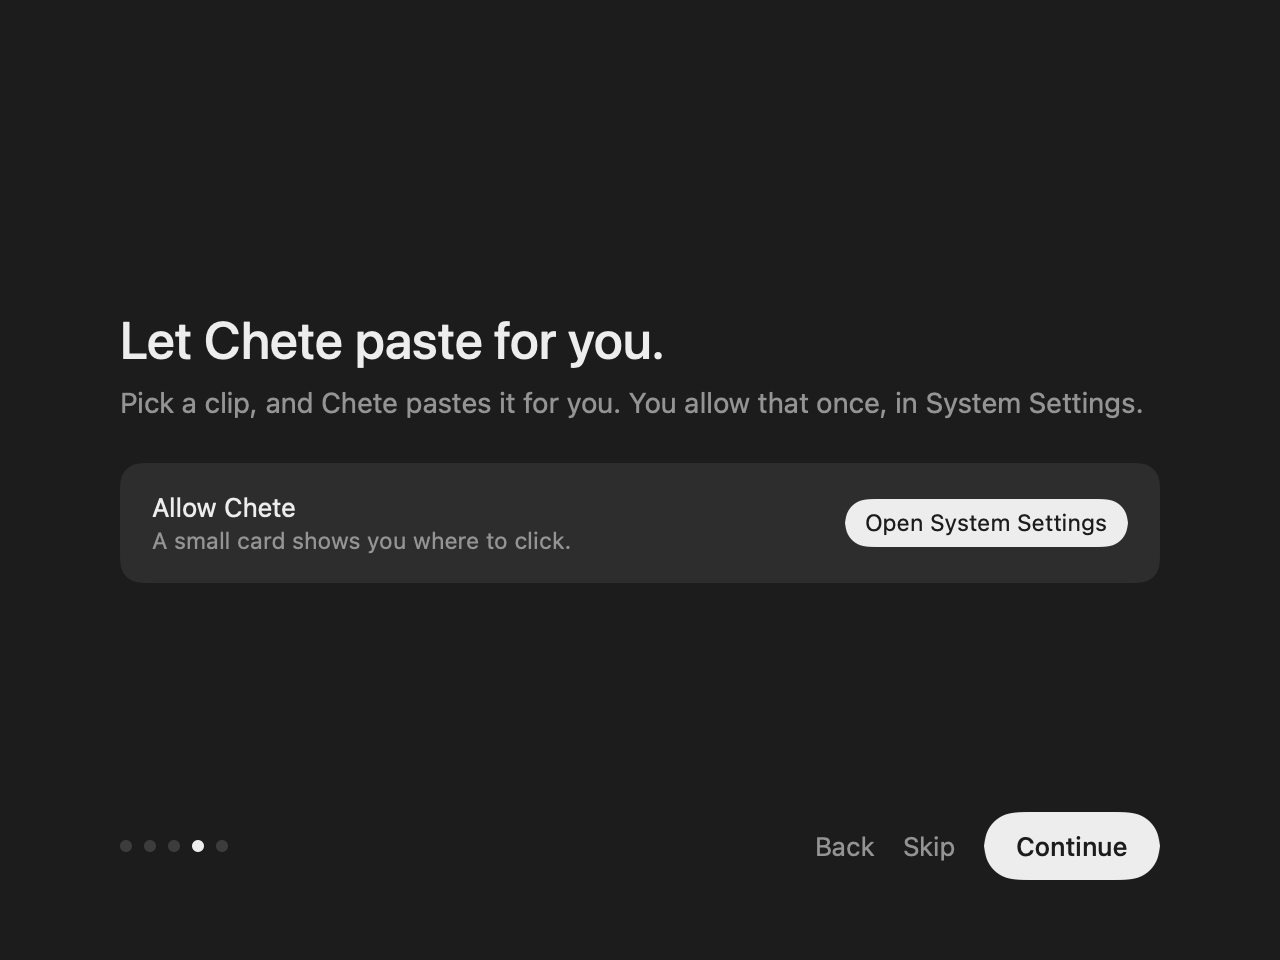 Let Chete paste for you.
Pick a clip, and Chete pastes it for you. You allow that once, in System Settings.
Allow Chete
A small card shows you where to click.
Open System Settings
Back
Skip
Continue